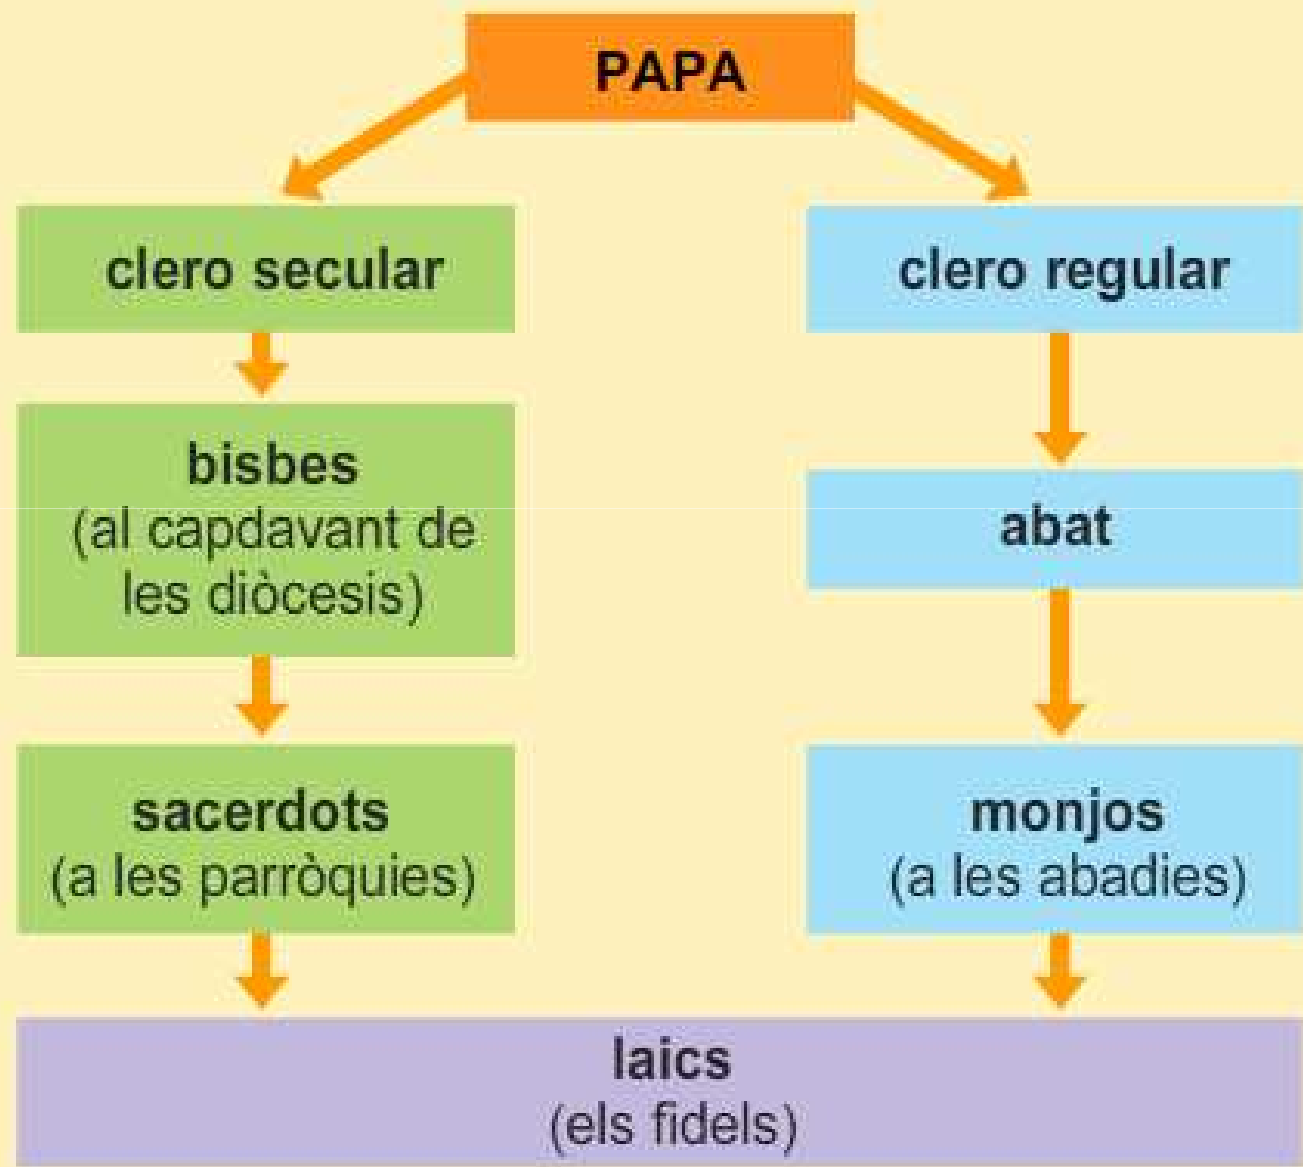 PAPA
clero secular
clero regular
bisbes
(al capdavant de
les diòcesis)
abat
sacerdots
(a les parròquies)
monjos
(a les abadies)
laics
(els fidels)